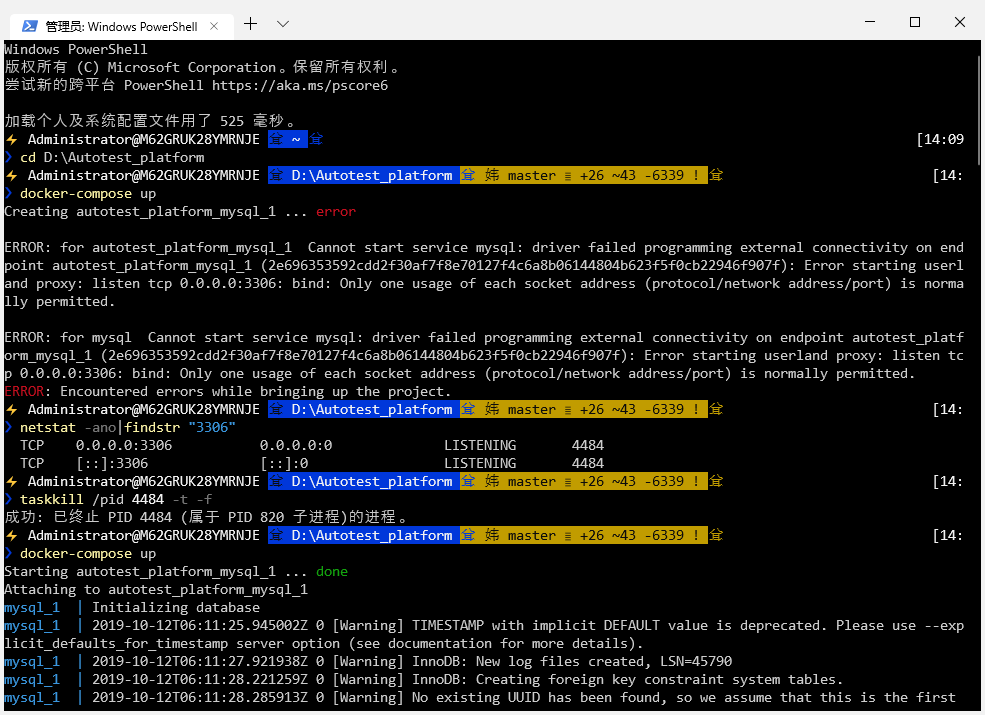 管理员: Windows PowerShell
Windows PowerShell
版权所有 (C) Microsoft Corporation。保留所有权利。
尝试新的跨平台 PowerShell https://aka.ms/pscore6
加载个人及系统配置文件用了 525 毫秒。
⚡ Administrator@M62GRUK28YMRNJE ~ [14:09
❯ cd D:\Autotest_platform
⚡ Administrator@M62GRUK28YMRNJE D:\Autotest_platform master ≡ +26 ~43 -6339 ! [14:
❯ docker-compose up
Creating autotest_platform_mysql_1 ... error
ERROR: for autotest_platform_mysql_1  Cannot start service mysql: driver failed programming external connectivity on end
point autotest_platform_mysql_1 (2e696353592cdd2f30af7f8e70127f4c6a8b06144804b623f5f0cb22946f907f): Error starting userl
and proxy: listen tcp 0.0.0.0:3306: bind: Only one usage of each socket address (protocol/network address/port) is norma
lly permitted.
ERROR: for mysql  Cannot start service mysql: driver failed programming external connectivity on endpoint autotest_platf
orm_mysql_1 (2e696353592cdd2f30af7f8e70127f4c6a8b06144804b623f5f0cb22946f907f): Error starting userland proxy: listen tc
p 0.0.0.0:3306: bind: Only one usage of each socket address (protocol/network address/port) is normally permitted.
ERROR: Encountered errors while bringing up the project.
⚡ Administrator@M62GRUK28YMRNJE D:\Autotest_platform master ≡ +26 ~43 -6339 ! [14:
❯ netstat -ano|findstr "3306"
TCP    0.0.0.0:3306           0.0.0.0:0              LISTENING       4484
TCP    [::]:3306              [::]:0                 LISTENING       4484
⚡ Administrator@M62GRUK28YMRNJE D:\Autotest_platform master ≡ +26 ~43 -6339 ! [14:
❯ taskkill /pid 4484 -t -f
成功: 已终止 PID 4484 (属于 PID 820 子进程)的进程。
⚡ Administrator@M62GRUK28YMRNJE D:\Autotest_platform master ≡ +26 ~43 -6339 ! [14:
❯ docker-compose up
Starting autotest_platform_mysql_1 ... done
Attaching to autotest_platform_mysql_1
mysql_1  | Initializing database
mysql_1  | 2019-10-12T06:11:25.945002Z 0 [Warning] TIMESTAMP with implicit DEFAULT value is deprecated. Please use --exp
licit_defaults_for_timestamp server option (see documentation for more details).
mysql_1  | 2019-10-12T06:11:27.921938Z 0 [Warning] InnoDB: New log files created, LSN=45790
mysql_1  | 2019-10-12T06:11:28.221259Z 0 [Warning] InnoDB: Creating foreign key constraint system tables.
mysql_1  | 2019-10-12T06:11:28.285913Z 0 [Warning] No existing UUID has been found, so we assume that this is the first